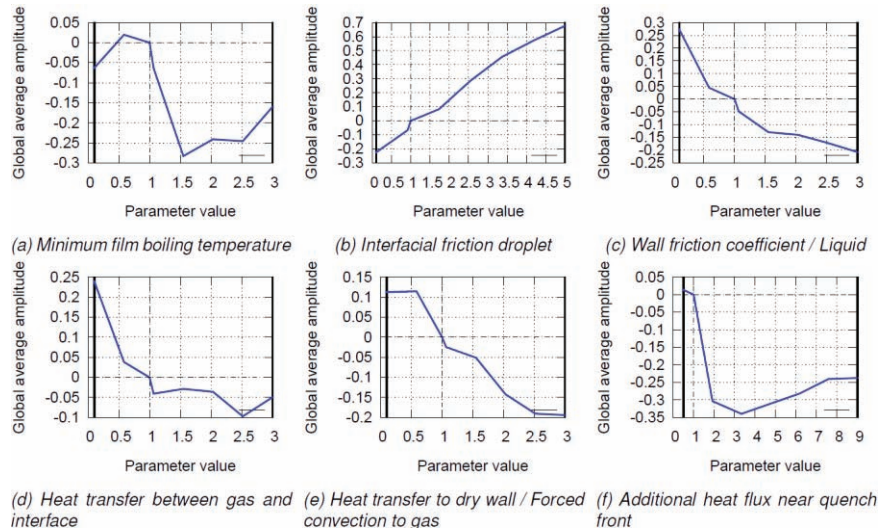 Global average amplitude
0.05
0
-0.05
-0.1
-0.15
-0.2
-0.25
-0.3
0 0.5 1 1.5 2 2.5 3
Parameter value
(a) Minimum film boiling temperature
Global average amplitude
0.7
0.6
0.5
0.4
0.3
0.2
0.1
0
-0.1
-0.2
-0.3
0 0.5 1 1.5 2 2.5 3 3.5 4 4.5 5
Parameter value
(b) Interfacial friction droplet
Global average amplitude
0.3
0.25
0.2
0.15
0.1
0.05
0
-0.05
-0.1
-0.15
-0.2
-0.25
0 0.5 1 1.5 2 2.5 3
Parameter value
(c) Wall friction coefficient / Liquid
Global average amplitude
0.25
0.2
0.15
0.1
0.05
0
-0.05
-0.1
0 0.5 1 1.5 2 2.5 3
Parameter value
(d) Heat transfer between gas and
interface
Global average amplitude
0.15
0.1
0.05
0
-0.05
-0.1
-0.15
-0.2
0 0.5 1 1.5 2 2.5 3
Parameter value
(e) Heat transfer to dry wall / Forced
convection to gas
Global average amplitude
0.05
0
-0.05
-0.1
-0.15
-0.2
-0.25
-0.3
-0.35
0 1 2 3 4 5 6 7 8 9
Parameter value
(f) Additional heat flux near quench
front